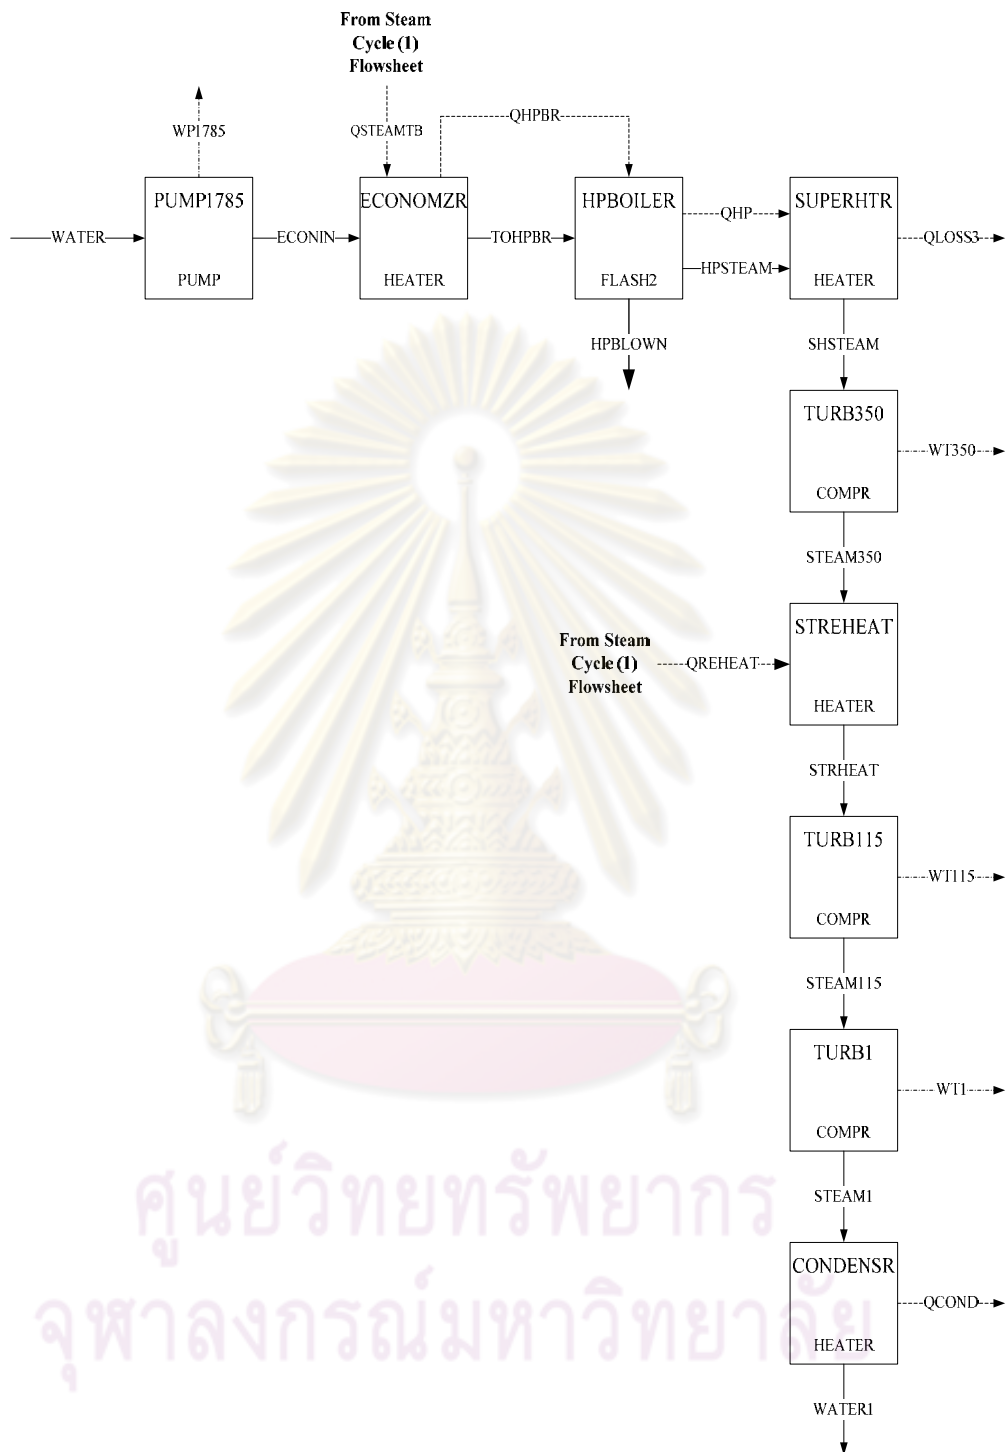 From Steam
Cycle (1)
Flowsheet
WP1785
QSTEAMTB
QHPBR
PUMP1785
PUMP
ECONOMZR
HEATER
HPBOILER
FLASH2
SUPERHTR
HEATER
WATER
ECONIN
TOHPBR
QHP
HPSTEAM
QLOSS3
HPBLOWN
SHSTEAM
TURB350
COMPR
WT350
STEAM350
From Steam
Cycle (1)
Flowsheet
QREHEAT
STREHEAT
HEATER
STRHEAT
TURB115
COMPR
WT115
STEAM115
TURB1
COMPR
WT1
STEAM1
CONDENSR
HEATER
QCOND
WATER1
ศูนย์วิทยทรัพยากร
จุฬาลงกรณ์มหาวิทยาลัย